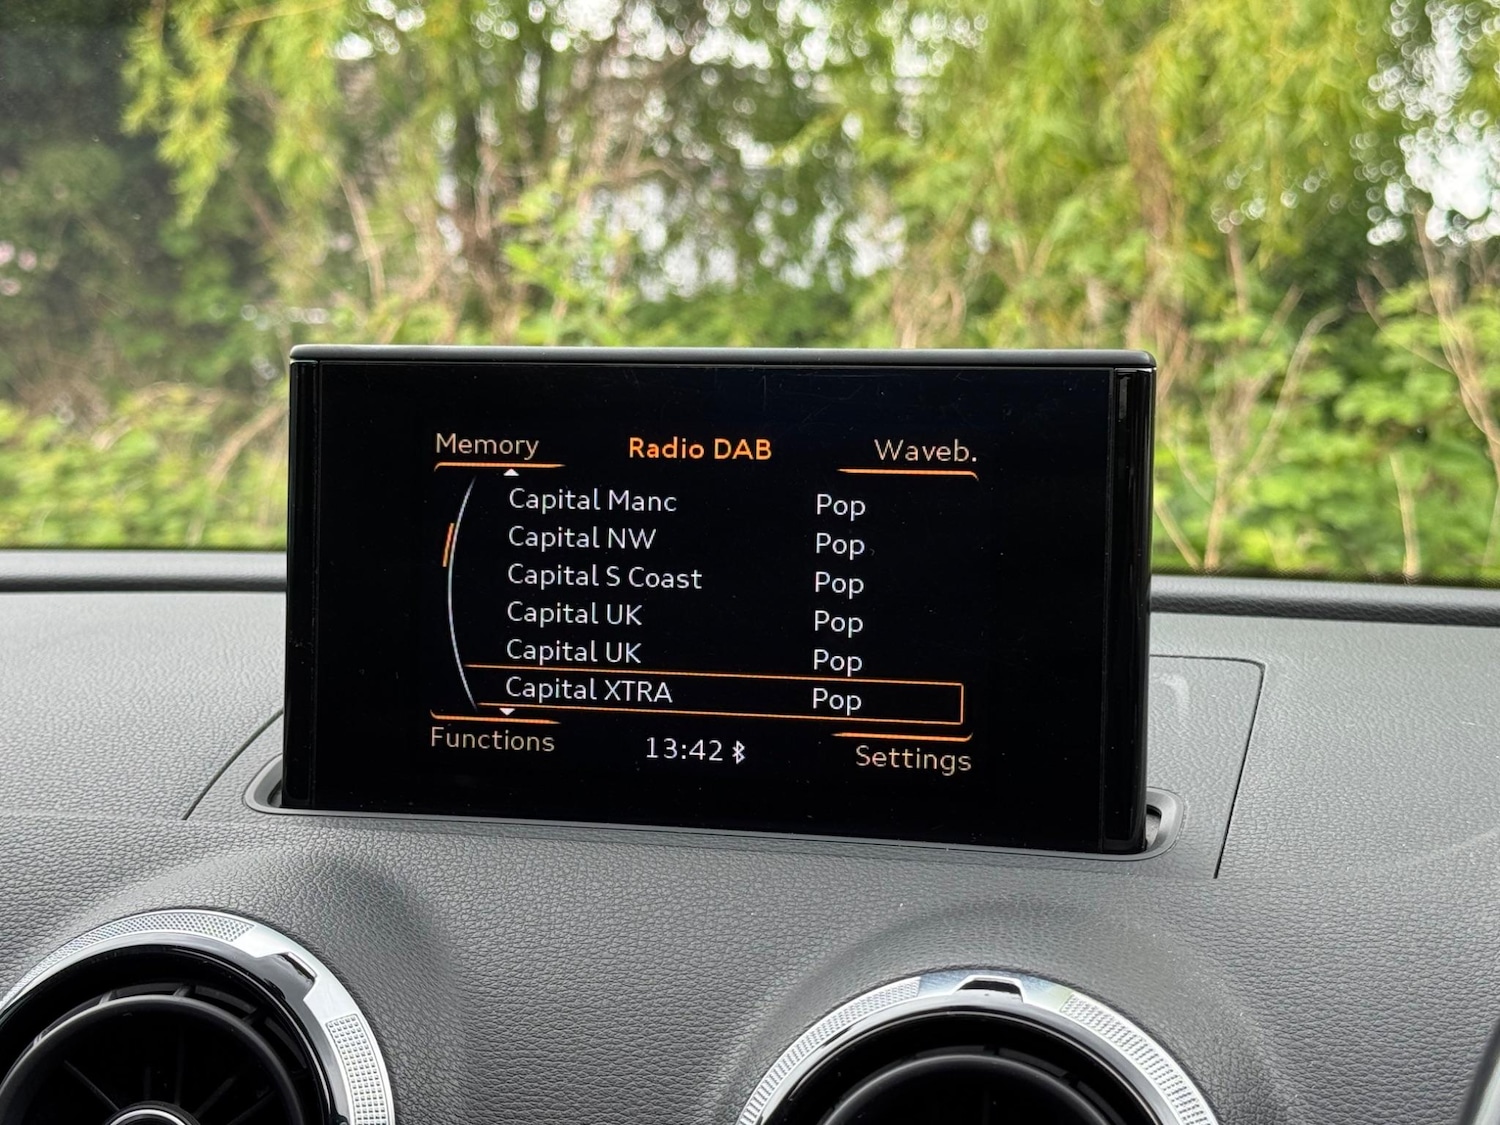 Memory Radio DAB Waveb.
Capital Manc Pop
Capital NW Pop
Capital S Coast Pop
Capital UK Pop
Capital UK Pop
Capital XTRA Pop
Functions 13:42 Settings